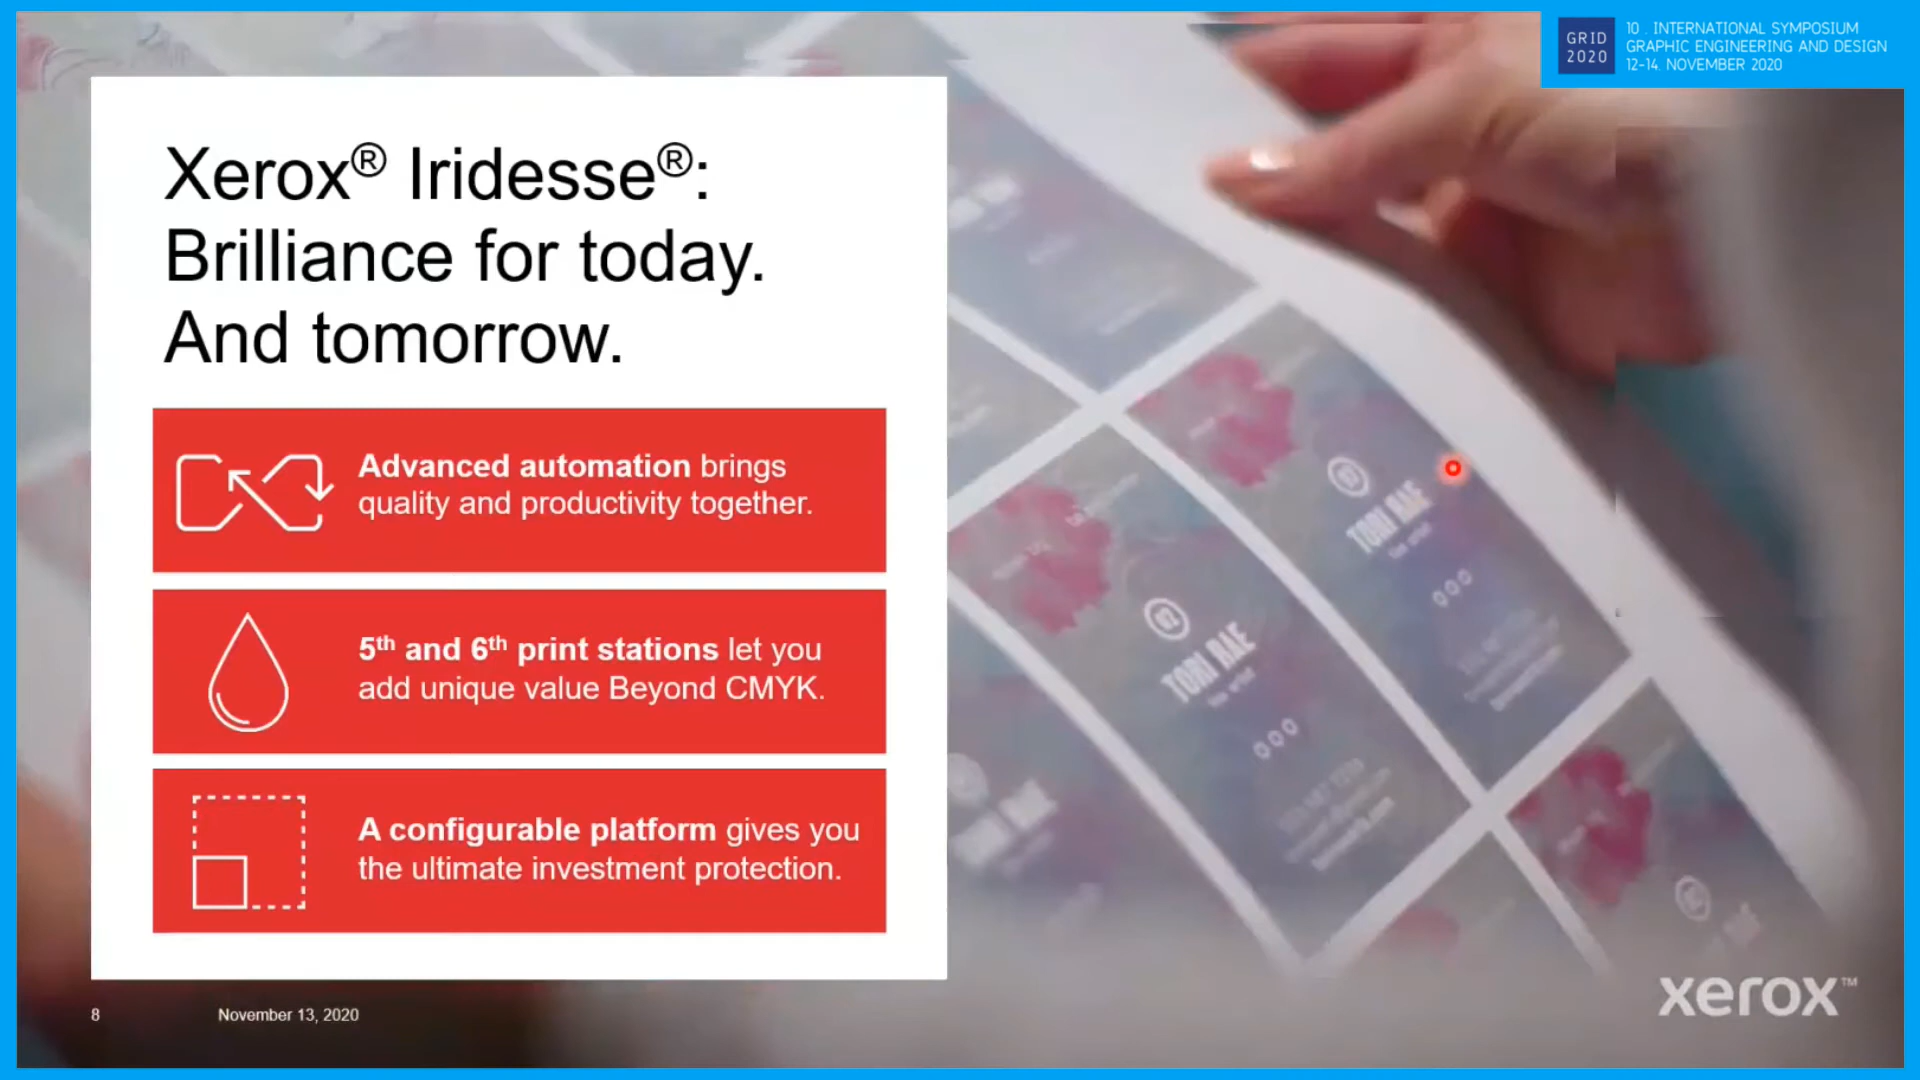 GRID
2020
10 . INTERNATIONAL SYMPOSIUM
GRAPHIC ENGINEERING AND DESIGN
12-14. NOVEMBER 2020
Xerox® Iridesse®:
Brilliance for today.
And tomorrow.
Advanced automation brings
quality and productivity together.
5th and 6th print stations let you
add unique value Beyond CMYK.
A configurable platform gives you
the ultimate investment protection.
TORI RAE
TORI RAE
8
November 13, 2020
xerox™